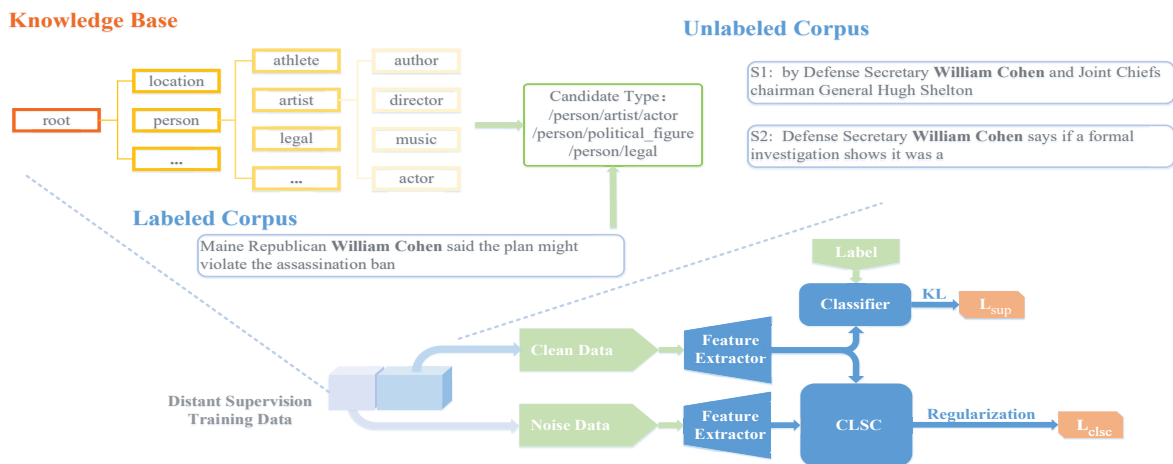 Knowledge Base
Unlabeled Corpus
root
location
person
...
athlete
artist
legal
...
author
director
music
actor
Candidate Type：
/person/artist/actor
/person/political_figure
/person/legal
S1:  by Defense Secretary William Cohen and Joint Chiefs
chairman General Hugh Shelton
S2:  Defense Secretary William Cohen says if a formal
investigation shows it was a
Labeled Corpus
Maine Republican William Cohen said the plan might
violate the assassination ban
Label
Classifier
KL
L_sup
Clean Data
Feature
Extractor
Distant Supervision
Training Data
Noise Data
Feature
Extractor
CLSC
Regularization
L_clsc